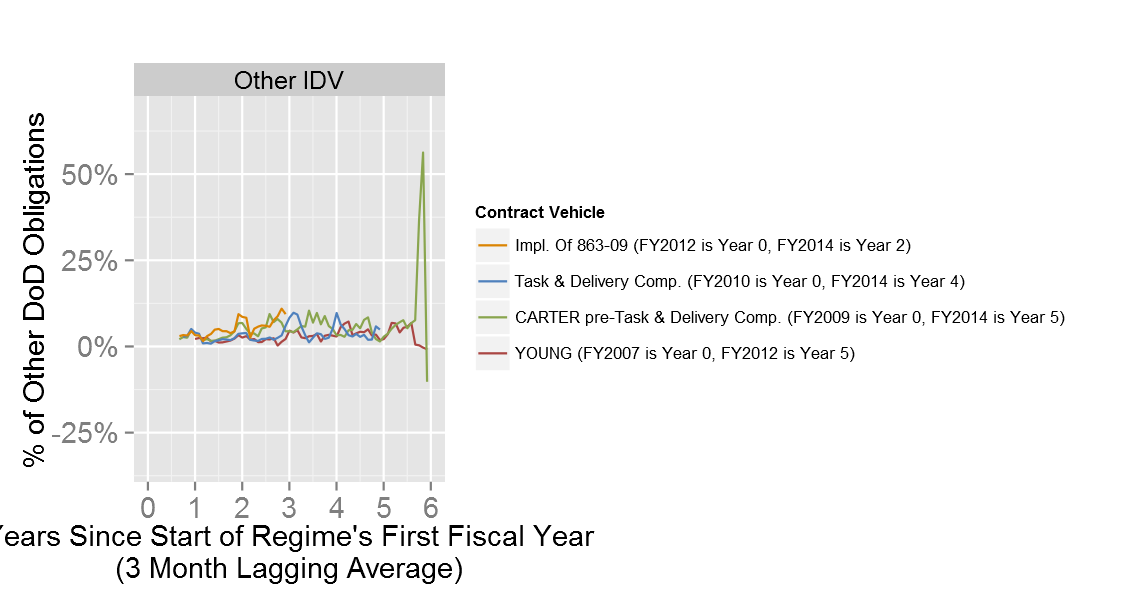 Other IDV
% of Other DoD Obligations
50%
25%
0%
-25%
0 1 2 3 4 5 6
Years Since Start of Regime's First Fiscal Year
(3 Month Lagging Average)
Contract Vehicle
Impl. Of 863-09 (FY2012 is Year 0, FY2014 is Year 2)
Task & Delivery Comp. (FY2010 is Year 0, FY2014 is Year 4)
CARTER pre-Task & Delivery Comp. (FY2009 is Year 0, FY2014 is Year 5)
YOUNG (FY2007 is Year 0, FY2012 is Year 5)